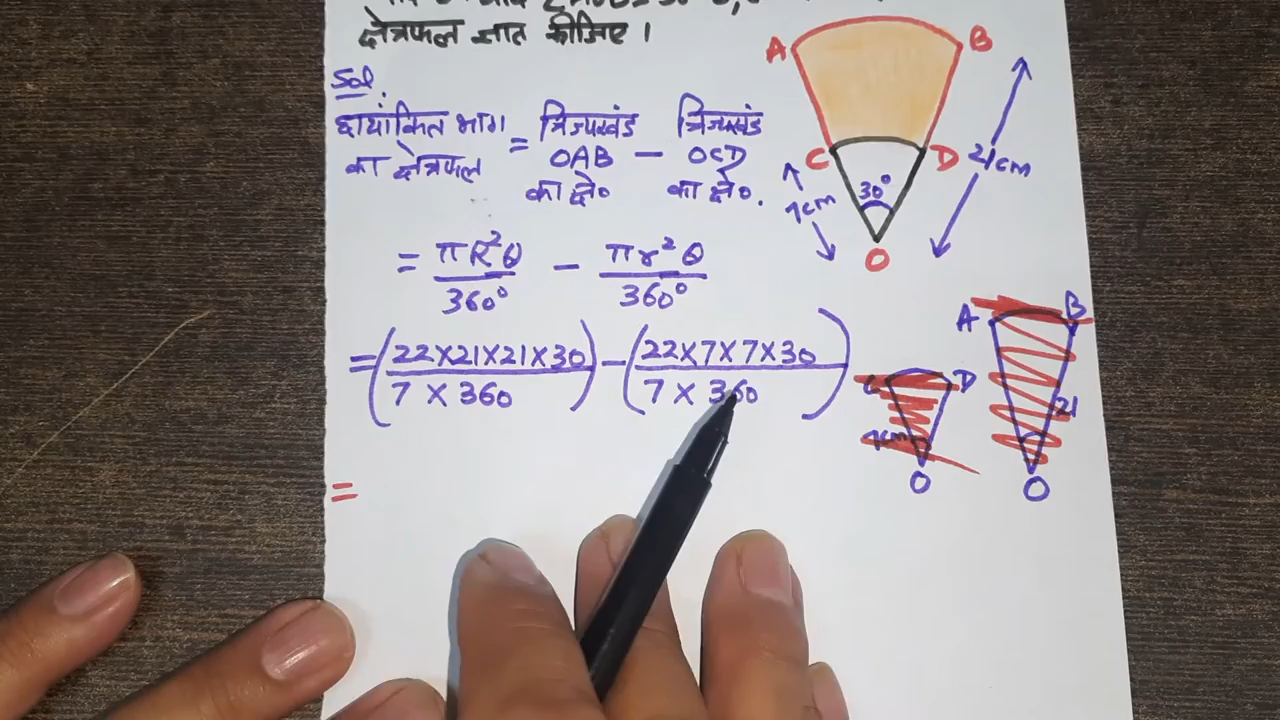 क्षेत्रफल ज्ञात कीजिए।
Sol.
छायांकित भाग का क्षेत्रफल = त्रिज्यखंड OAB का क्षे० - त्रिज्यखंड OCD का क्षे०.
= πR²θ/360° - πr²θ/360°
= (22×21×21×30 / 7×360) - (22×7×7×30 / 7×360)
=
A B
C D
21cm
7cm
30°
O
A B
C D
21
7cm
O
O